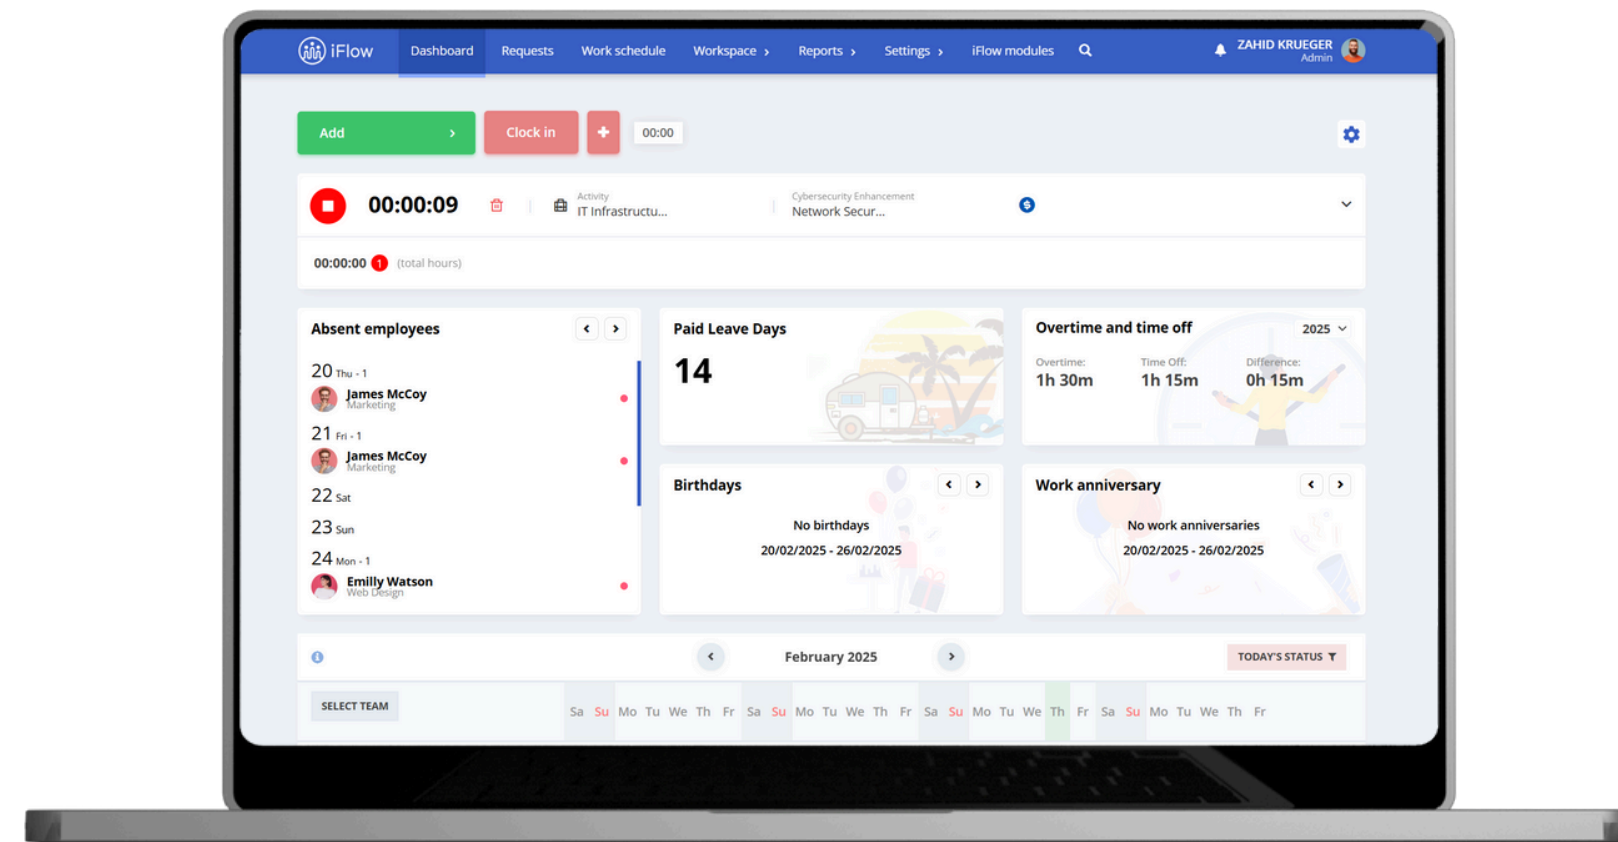 iFlow Dashboard Requests Work schedule Workspace Reports Settings iFlow modules ZAHID KRUEGER
Admin
Add Clock in 00:00
00:00:09 Activity Cybersecurity Enhancement
IT Infrastructu... Network Secur...
00:00:00 1 (total hours)
Absent employees
20 Thu - 1
James McCoy
Marketing
21 Fri - 1
James McCoy
Marketing
22 Sat
23 Sun
24 Mon - 1
Emilly Watson
Web Design
Paid Leave Days
14
Overtime and time off 2025
Overtime: Time Off: Difference:
1h 30m 1h 15m 0h 15m
Birthdays
No birthdays
20/02/2025 - 26/02/2025
Work anniversary
No work anniversaries
20/02/2025 - 26/02/2025
February 2025 TODAY'S STATUS
SELECT TEAM Sa Su Mo Tu We Th Fr Sa Su Mo Tu We Th Fr Sa Su Mo Tu We Th Fr Sa Su Mo Tu We Th Fr